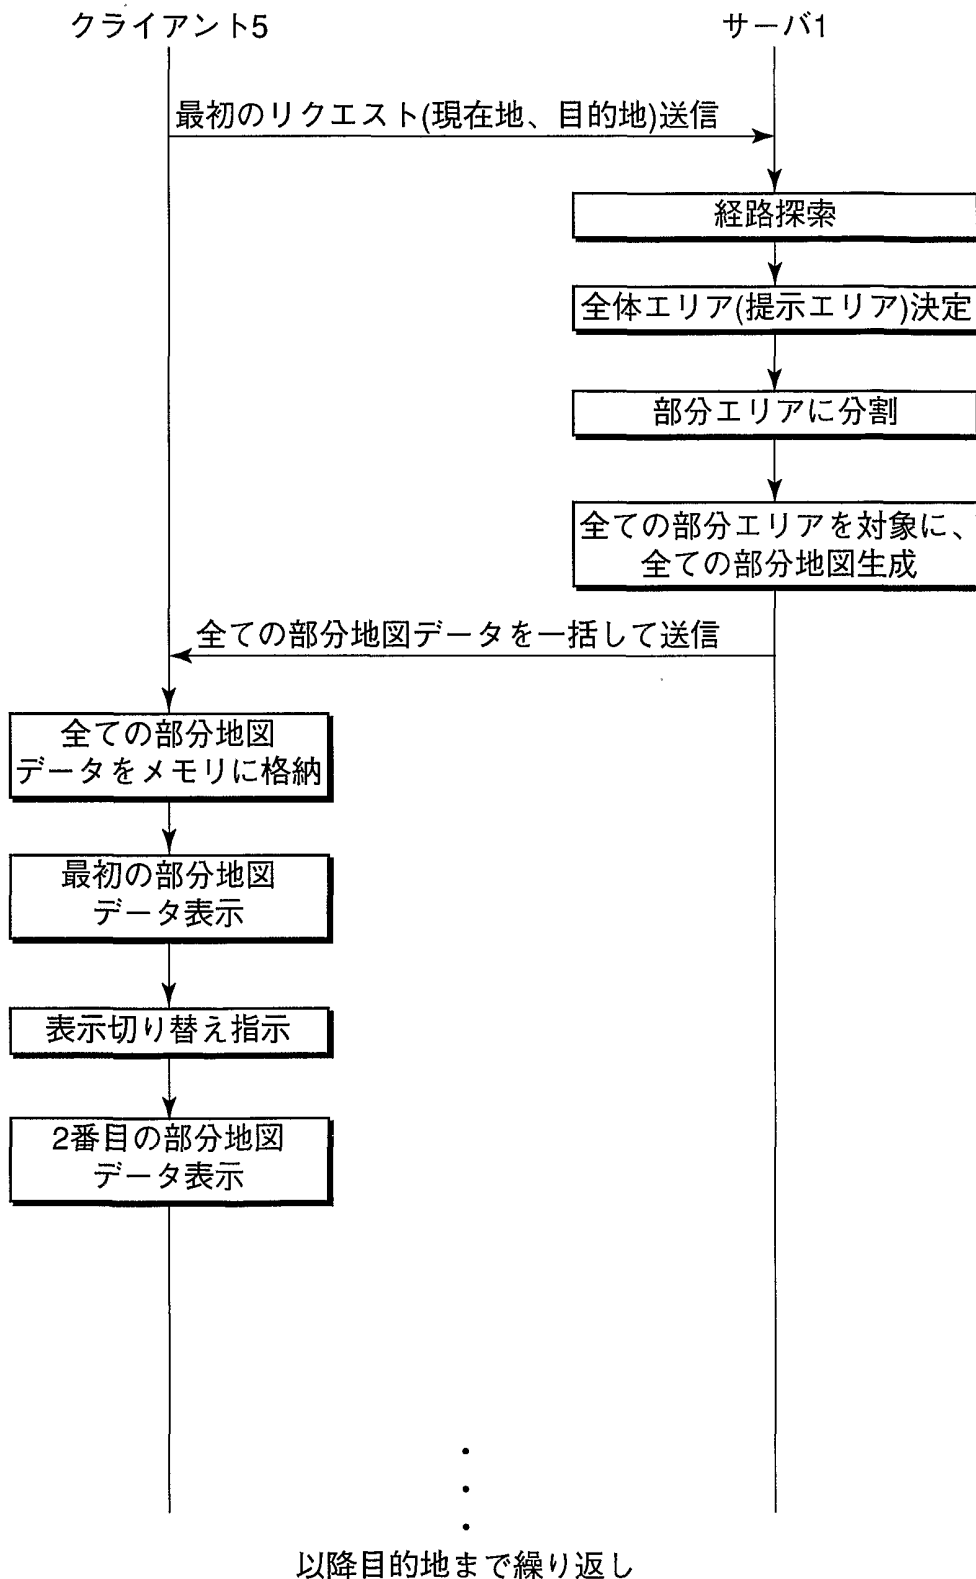 クライアント5
サーバ1
最初のリクエスト(現在地、目的地)送信
経路探索
全体エリア(提示エリア)決定
部分エリアに分割
全ての部分エリアを対象に、
全ての部分地図生成
全ての部分地図データを一括して送信
全ての部分地図
データをメモリに格納
最初の部分地図
データ表示
表示切り替え指示
2番目の部分地図
データ表示
以降目的地まで繰り返し